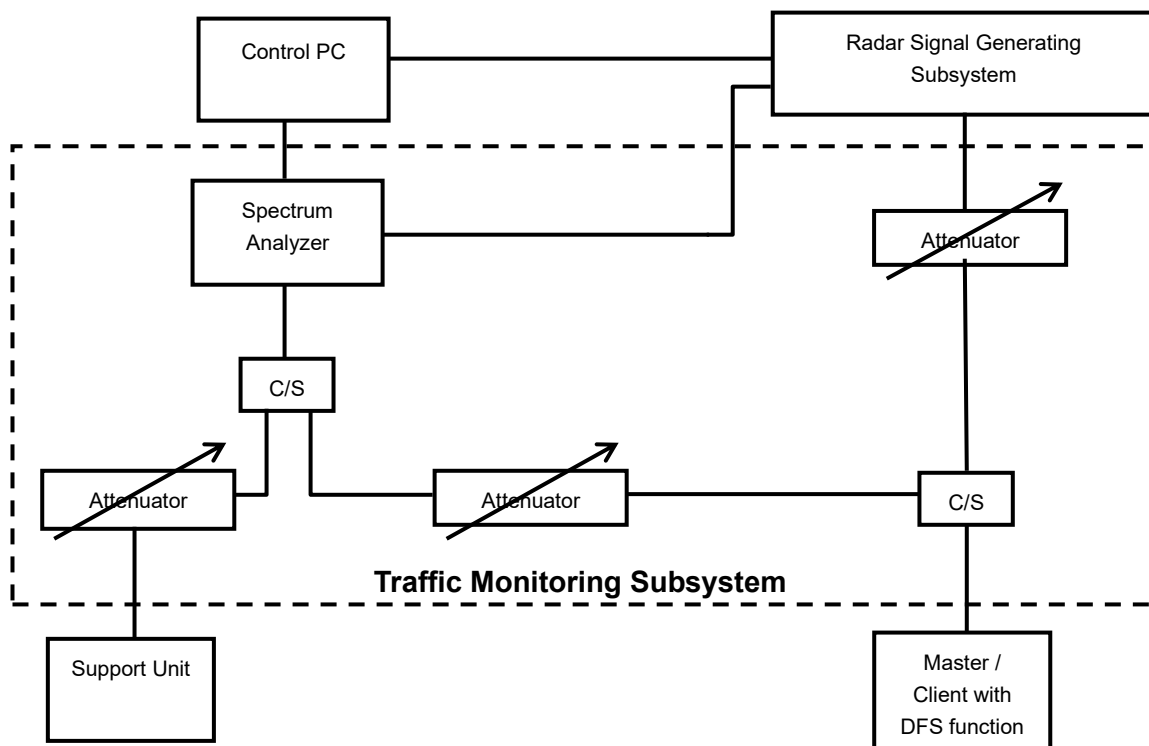 Control PC
Radar Signal Generating
Subsystem
Spectrum
Analyzer
Attenuator
C/S
Attenuator
Attenuator
C/S
Traffic Monitoring Subsystem
Support Unit
Master /
Client with
DFS function